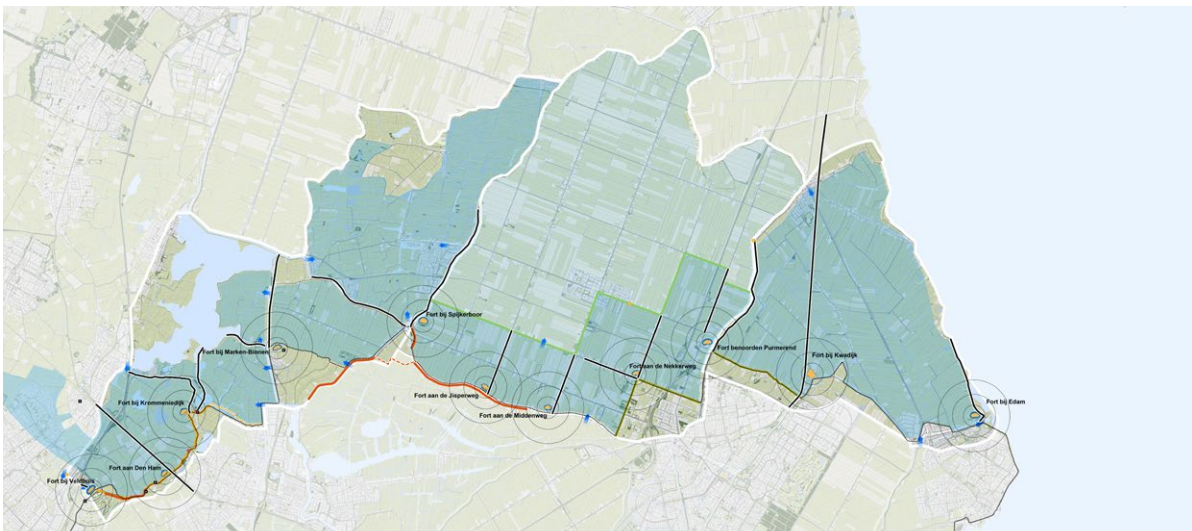 Fort bij Spijkerboor
Fort benoorden Purmerend
Fort bij Marken-Binnen
Fort bij Kwadijk
Fort aan de Nekkerweg
Fort aan de Jisperweg
Fort bij Krommeniedijk
Fort aan de Middenweg
Fort bij Edam
Fort aan Den Ham
Fort bij Veldhuis